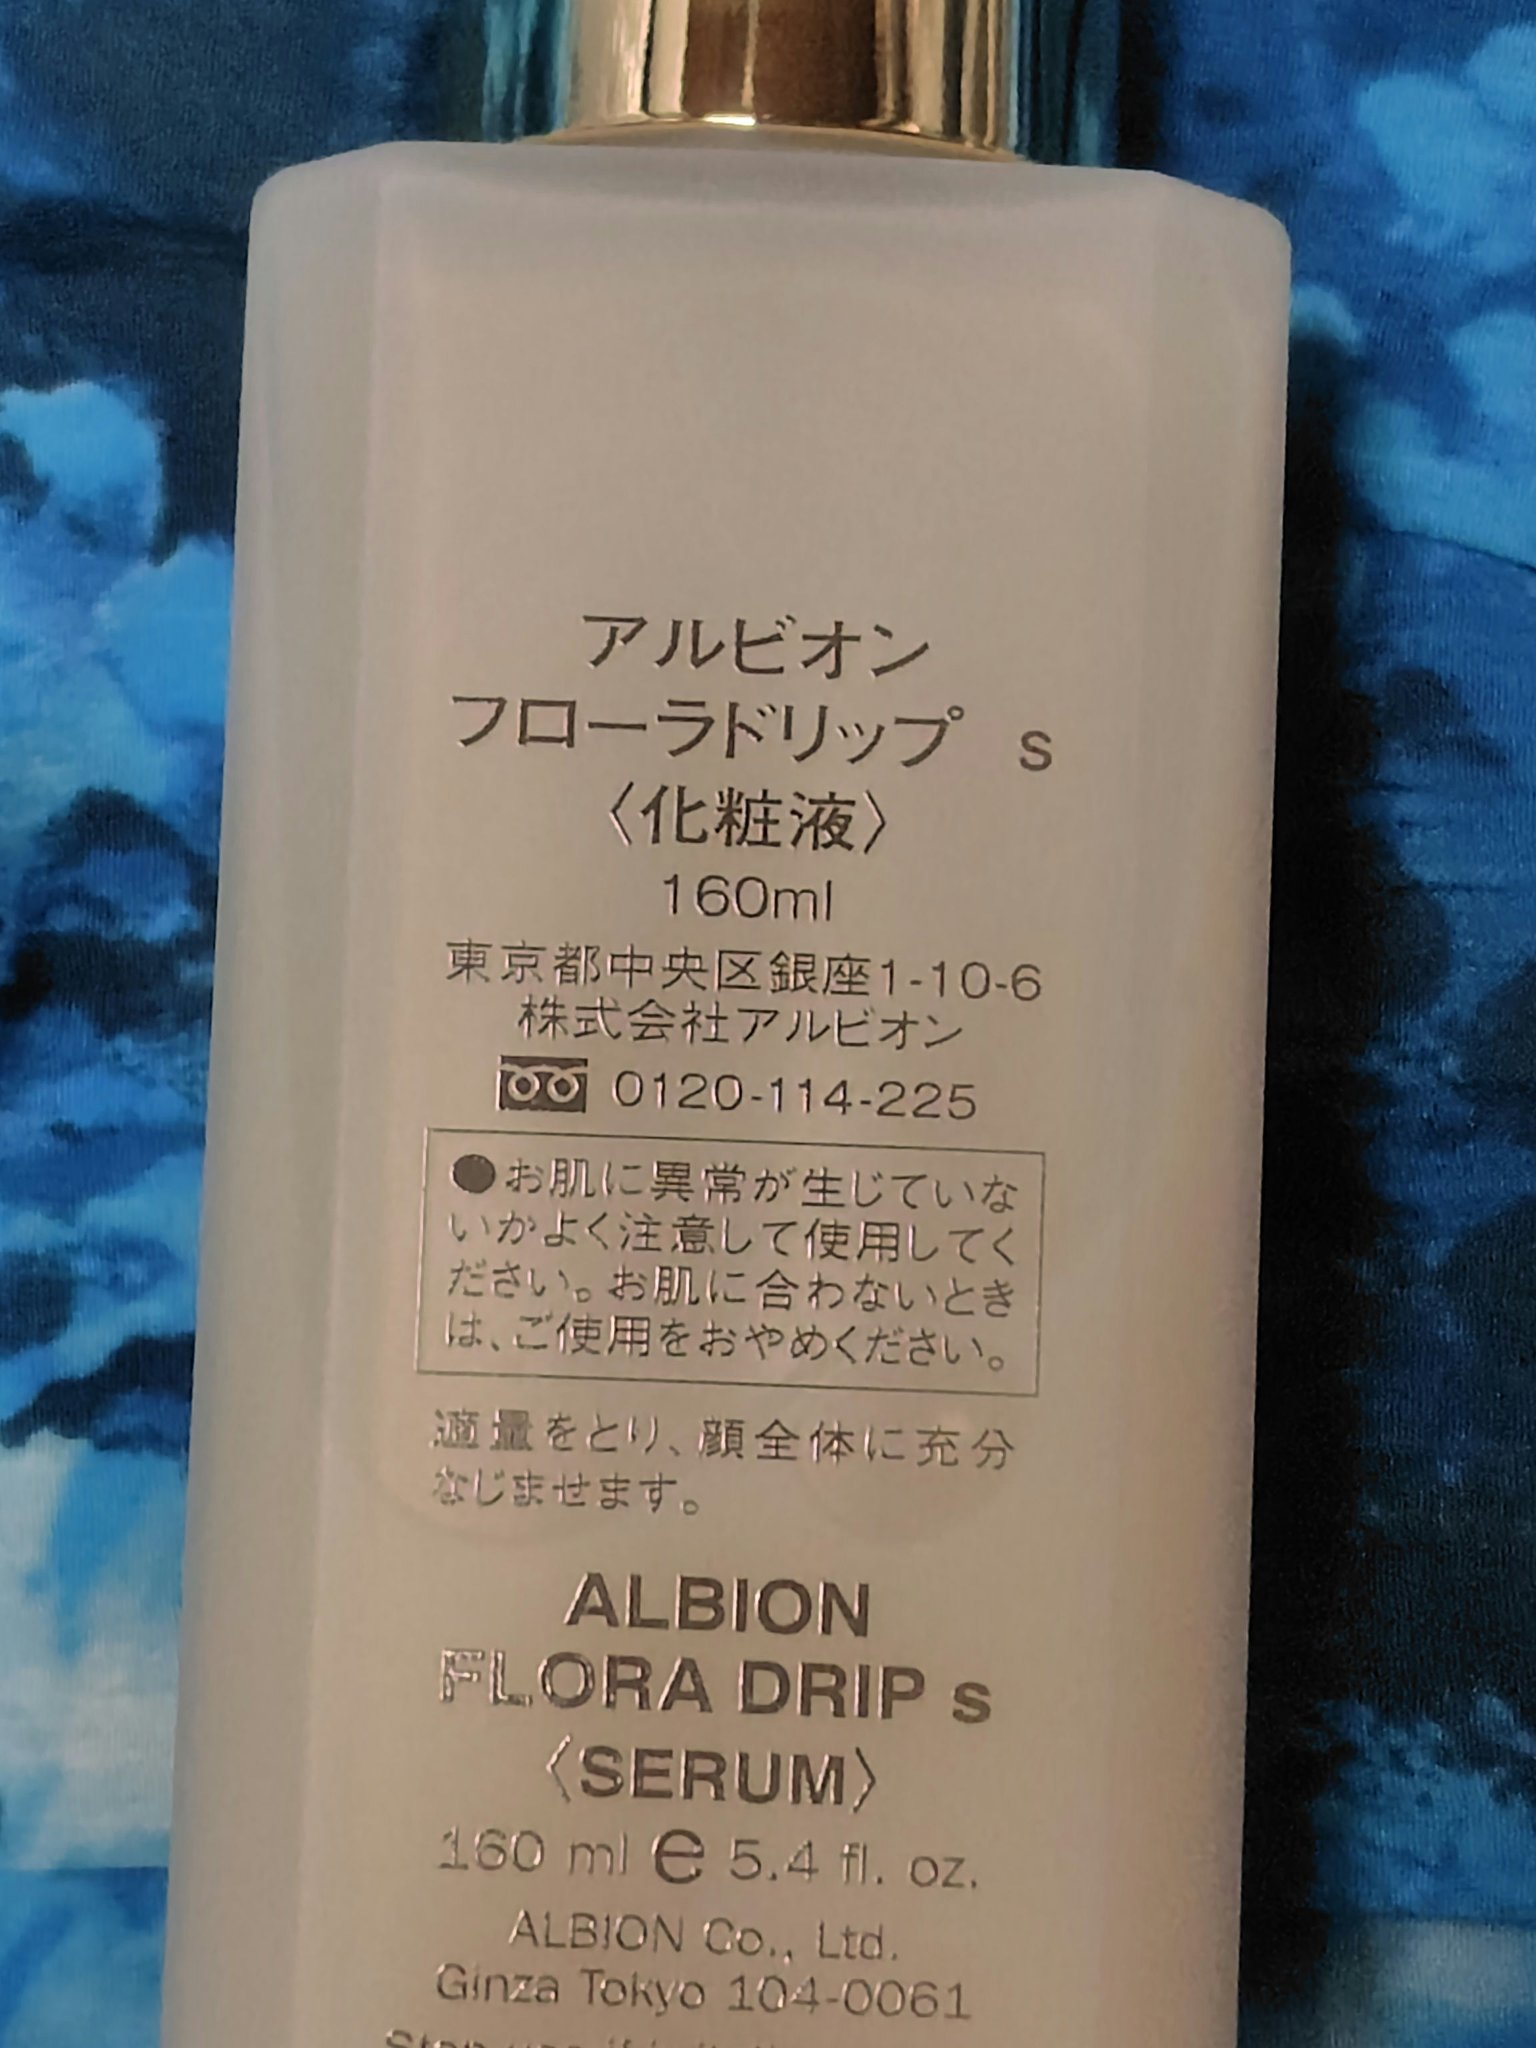 アルビオン
フローラドリップ s
〈化粧液〉
160ml
東京都中央区銀座1-10-6
株式会社アルビオン
0120-114-225
●お肌に異常が生じていな
いかよく注意して使用してく
ださい。お肌に合わないとき
は、ご使用をおやめください。
適量をとり、顔全体に充分
なじませます。
ALBION
FLORA DRIP s
〈SERUM〉
160 ml e 5.4 fl. oz.
ALBION Co., Ltd.
Ginza Tokyo 104-0061